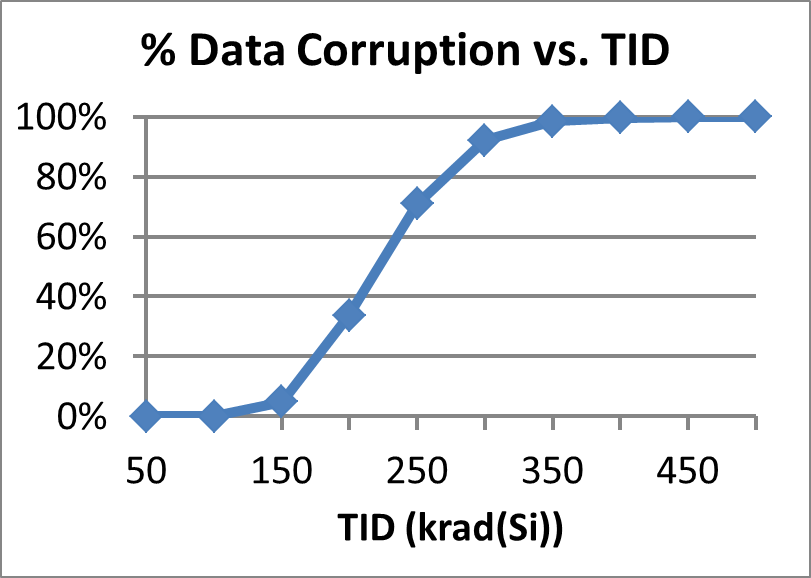 % Data Corruption vs. TID
100%
80%
60%
40%
20%
0%
50 150 250 350 450
TID (krad(Si))